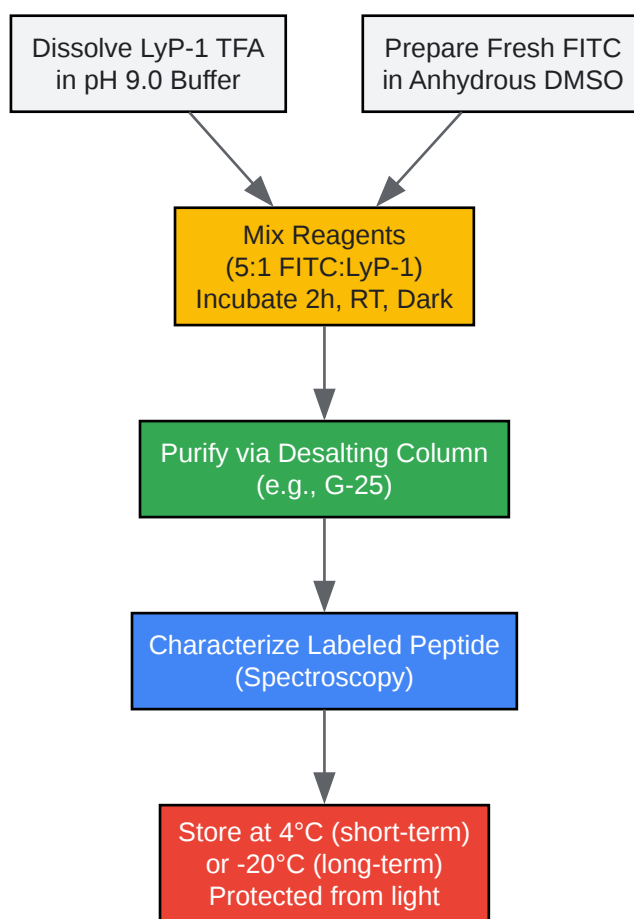 Dissolve LyP-1 TFA
in pH 9.0 Buffer
Prepare Fresh FITC
in Anhydrous DMSO
Mix Reagents
(5:1 FITC:LyP-1)
Incubate 2h, RT, Dark
Purify via Desalting Column
(e.g., G-25)
Characterize Labeled Peptide
(Spectroscopy)
Store at 4°C (short-term)
or -20°C (long-term)
Protected from light